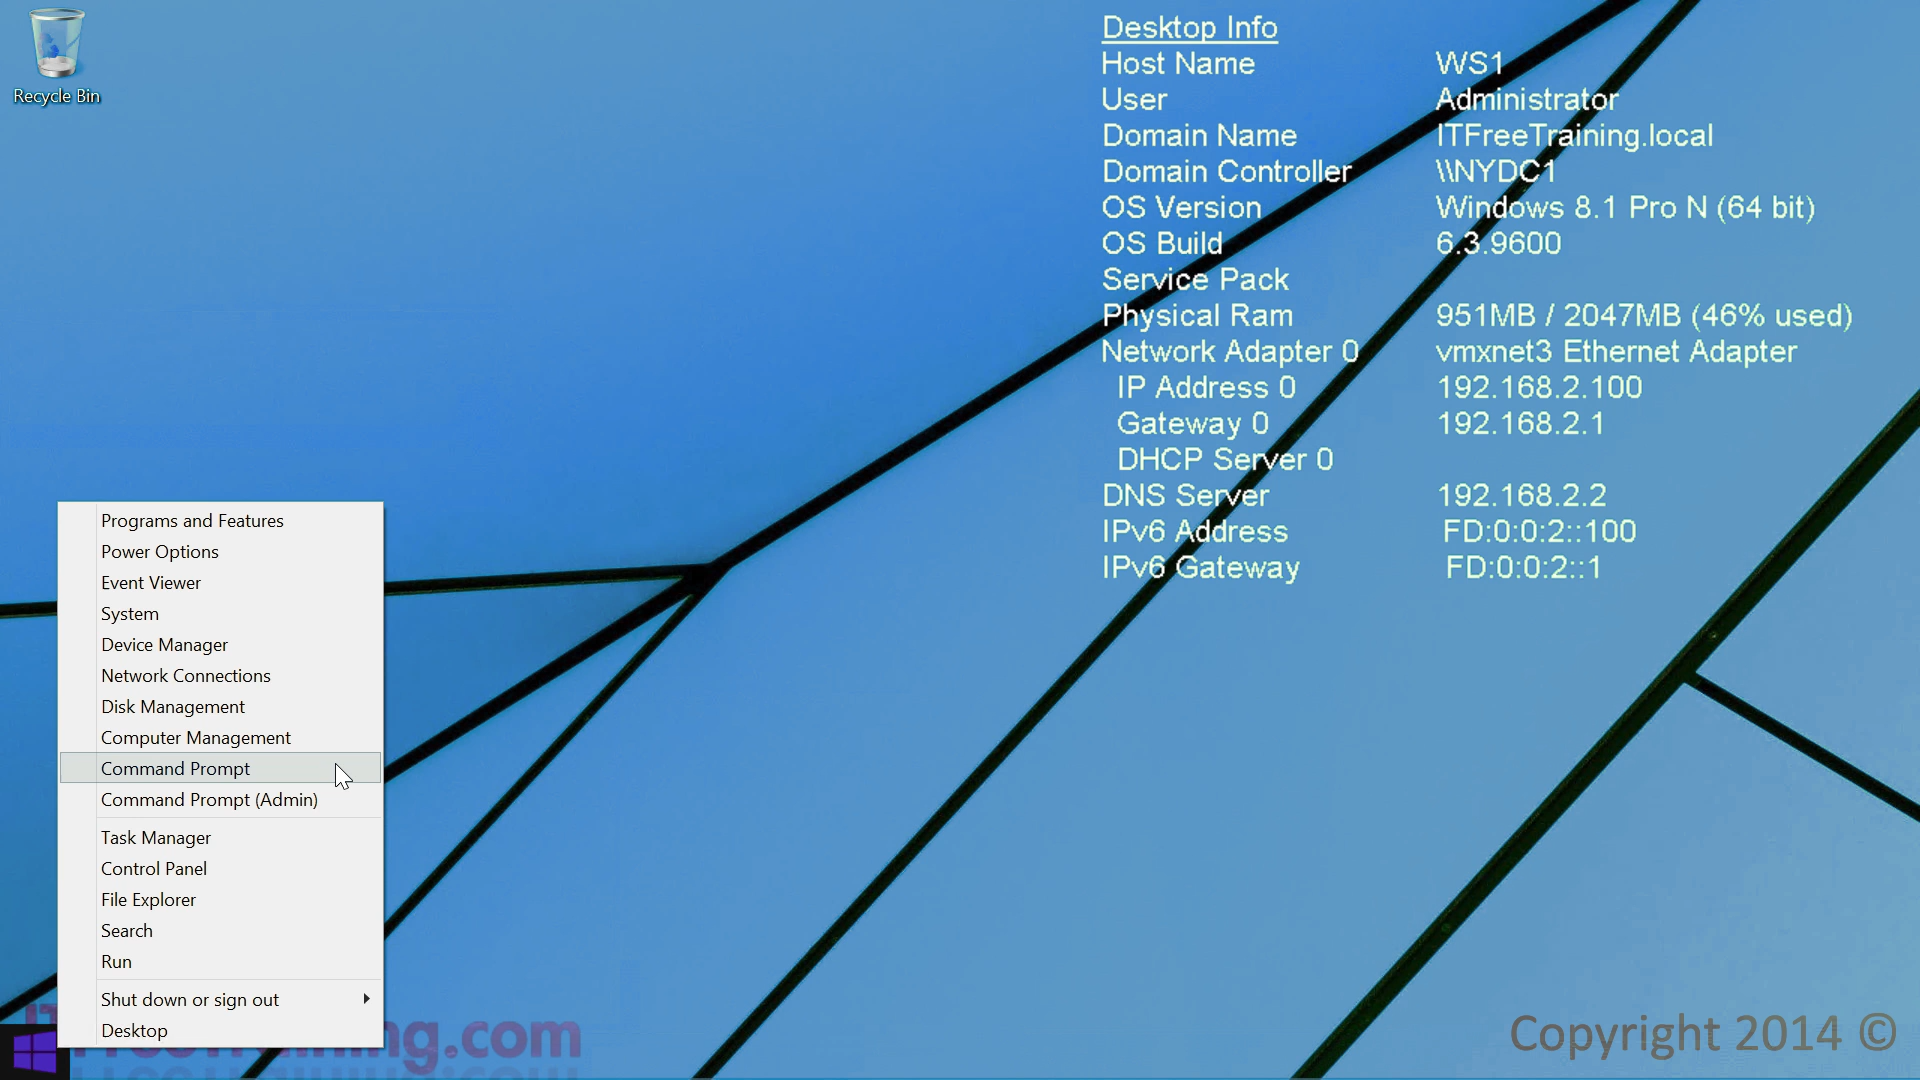 Recycle Bin
Desktop Info
Host Name WS1
User Administrator
Domain Name ITFreeTraining.local
Domain Controller \\NYDC1
OS Version Windows 8.1 Pro N (64 bit)
OS Build 6.3.9600
Service Pack
Physical Ram 951MB / 2047MB (46% used)
Network Adapter 0 vmxnet3 Ethernet Adapter
IP Address 0 192.168.2.100
Gateway 0 192.168.2.1
DHCP Server 0
DNS Server 192.168.2.2
IPv6 Address FD:0:0:2::100
IPv6 Gateway FD:0:0:2::1
Programs and Features
Power Options
Event Viewer
System
Device Manager
Network Connections
Disk Management
Computer Management
Command Prompt
Command Prompt (Admin)
Task Manager
Control Panel
File Explorer
Search
Run
Shut down or sign out
Desktop
Copyright 2014 ©